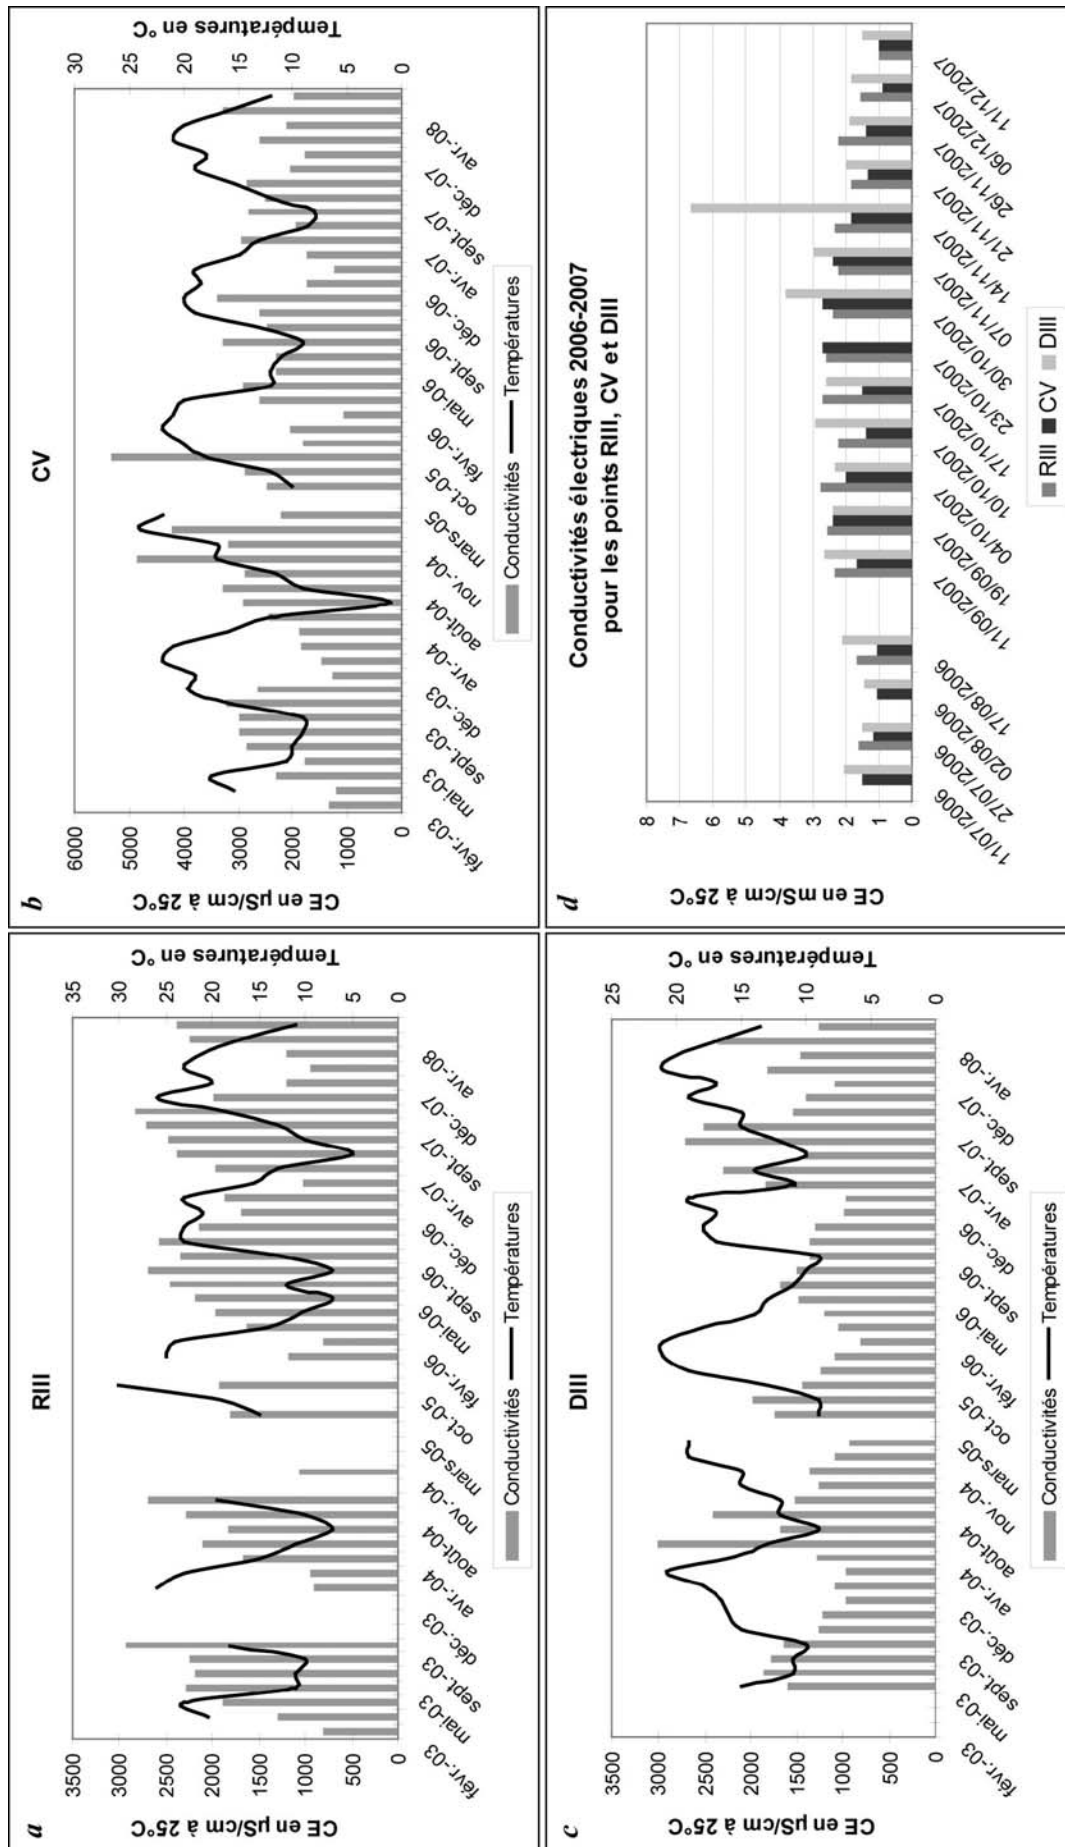 a
RIII
CE en µS/cm à 25°C
Températures en °C
3500
3000
2500
2000
1500
1000
500
0
35
30
25
20
15
10
5
0
févr.-03
mai-03
sept.-03
déc.-03
avr.-04
août-04
nov.-04
mars-05
oct.-05
févr.-06
mai-06
sept.-06
déc.-06
avr.-07
sept.-07
déc.-07
avr.-08
Conductivités Températures
b
CV
CE en µS/cm à 25°C
Températures en °C
6000
5000
4000
3000
2000
1000
0
30
25
20
15
10
5
0
févr.-03
mai-03
sept.-03
déc.-03
avr.-04
août-04
nov.-04
mars-05
oct.-05
févr.-06
mai-06
sept.-06
déc.-06
avr.-07
sept.-07
déc.-07
avr.-08
Conductivités Températures
c
DIII
CE en µS/cm à 25°C
Températures en °C
3500
3000
2500
2000
1500
1000
500
0
25
20
15
10
5
0
févr.-03
mai-03
sept.-03
déc.-03
avr.-04
août-04
nov.-04
mars-05
oct.-05
févr.-06
mai-06
sept.-06
déc.-06
avr.-07
sept.-07
déc.-07
avr.-08
Conductivités Températures
d
Conductivités électriques 2006-2007
pour les points RIII, CV et DIII
CE en mS/cm à 25°C
8
7
6
5
4
3
2
1
0
11/07/2006
27/07/2006
02/08/2006
17/08/2006
11/09/2007
19/09/2007
04/10/2007
10/10/2007
17/10/2007
23/10/2007
30/10/2007
07/11/2007
14/11/2007
21/11/2007
26/11/2007
06/12/2007
11/12/2007
RIII CV DIII